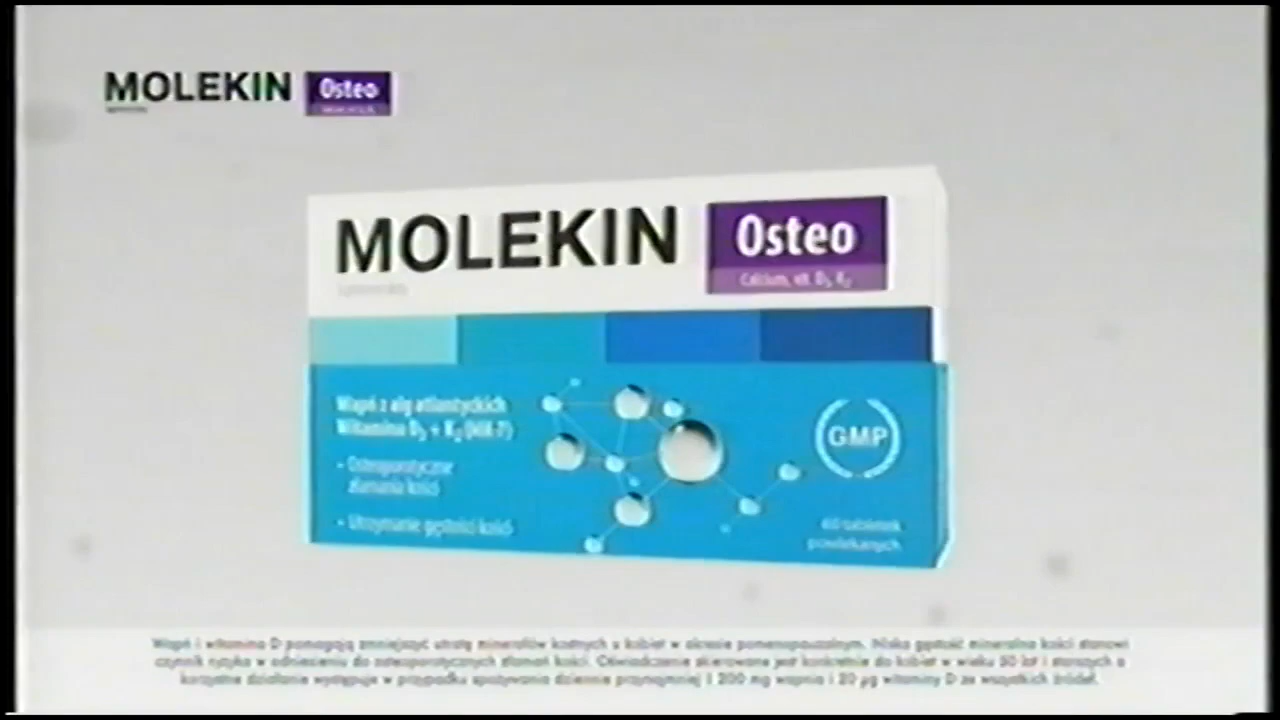 MOLEKIN Osteo
MOLEKIN Osteo
Calcium, vit. D₃, K₂
Wapń z alg atlantyckich
Witamina D₃ + K₂ (MK-7)
GMP
• Osteoporotyczne
złamania kości
• Utrzymanie gęstości kości
60 tabletek
powlekanych
Wapń i witamina D pomagają zmniejszyć utratę minerałów kostnych u kobiet w okresie pomenopauzalnym. Niska gęstość mineralna kości stanowi
czynnik ryzyka w odniesieniu do osteoporotycznych złamań kości. Oświadczenie skierowane jest konkretnie do kobiet w wieku 50 lat i starszych a
korzystne działanie występuje w przypadku spożywania dziennie przynajmniej 1 200 mg wapnia i 20 µg witaminy D ze wszystkich źródeł.